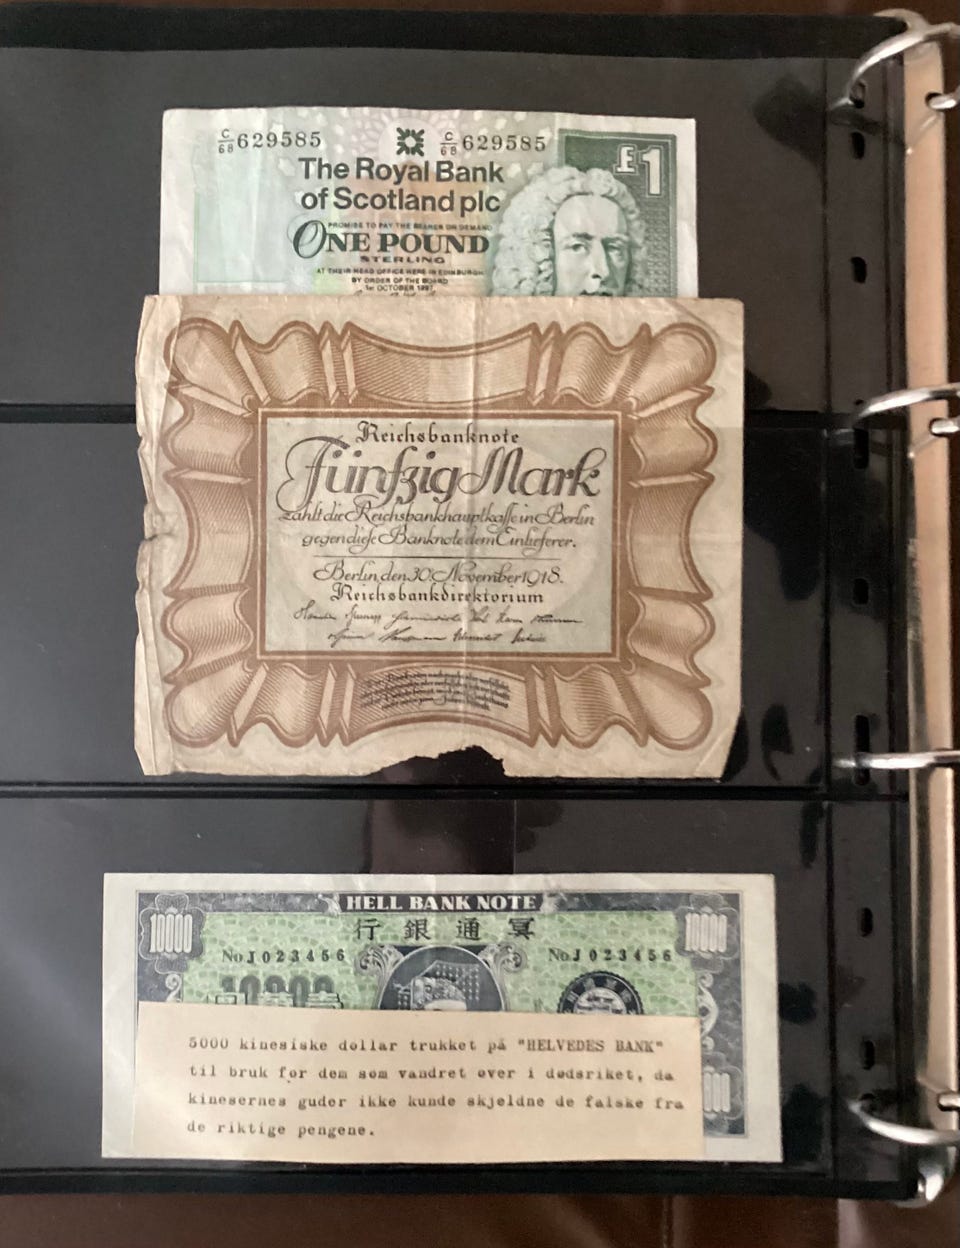 C/68 629585
C/68 629585
£1
The Royal Bank
of Scotland plc
PROMISE TO PAY THE BEARER ON DEMAND
ONE POUND
STERLING
AT THEIR HEAD OFFICE HERE IN EDINBURGH
BY ORDER OF THE BOARD
1st OCTOBER 1997
Reichsbanknote
Fünfzig Mark
zahlt die Reichsbankhauptkasse in Berlin
gegen diese Banknote dem Einlieferer.
Berlin, den 30. November 1918.
Reichsbankdirektorium
HELL BANK NOTE
10000
1000
行銀通冥
No J 023456
No J 023456
5000 kinesiske dollar trukket på "HELVEDES BANK"
til bruk for dem som vandret over i dødsriket, da
kinesernes guder ikke kunde skjeldne de falske fra
de riktige pengene.